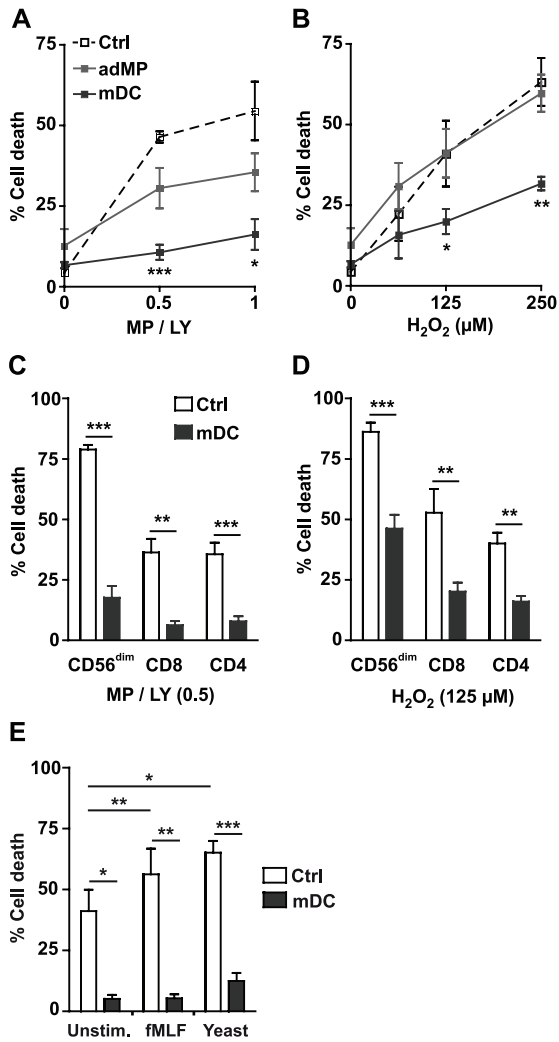 A
75
50
25
0
% Cell death
Ctrl
adMP
mDC
***
*
0
0.5
1
MP / LY
B
75
50
25
0
% Cell death
*
**
0
125
250
H₂O₂ (µM)
C
100
75
50
25
0
% Cell death
Ctrl
mDC
***
**
***
CD56ᵈⁱᵐ CD8 CD4
MP / LY (0.5)
D
100
75
50
25
0
% Cell death
***
**
**
CD56ᵈⁱᵐ CD8 CD4
H₂O₂ (125 µM)
E
100
75
50
25
0
% Cell death
*
**
*
**
***
Ctrl
mDC
Unstim. fMLF Yeast